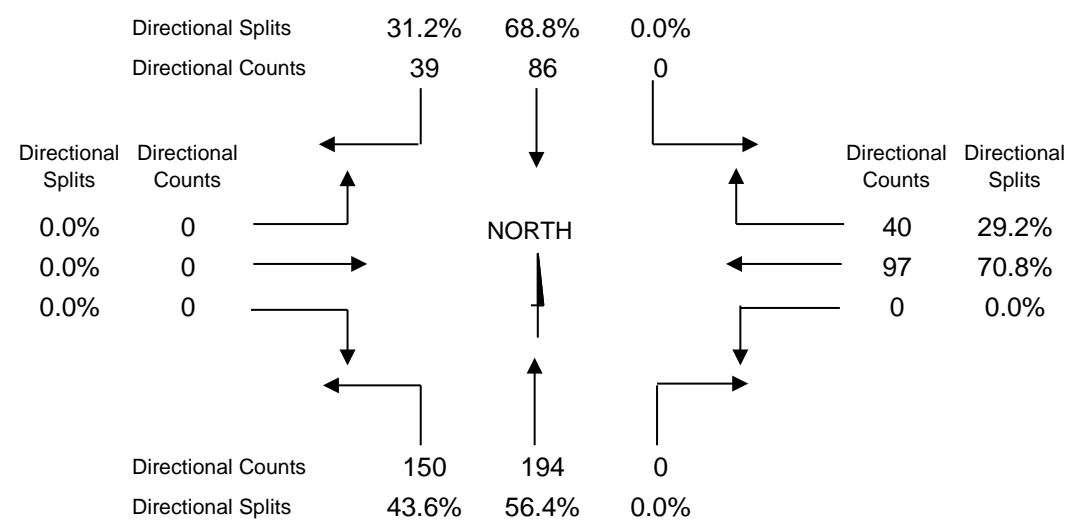 Directional Splits 31.2% 68.8% 0.0%
Directional Counts 39 86 0
Directional Directional Directional Directional
Splits Counts Counts Splits
0.0% 0 NORTH 40 29.2%
0.0% 0 97 70.8%
0.0% 0 0 0.0%
Directional Counts 150 194 0
Directional Splits 43.6% 56.4% 0.0%